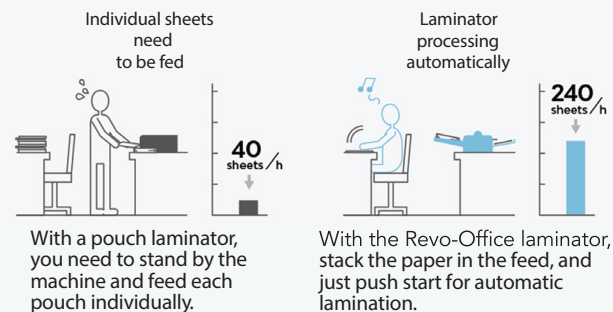 Individual sheets
need
to be fed
40
sheets/h
With a pouch laminator,
you need to stand by the
machine and feed each
pouch individually.
Laminator
processing
automatically
240
sheets/h
With the Revo-Office laminator,
stack the paper in the feed, and
just push start for automatic
lamination.